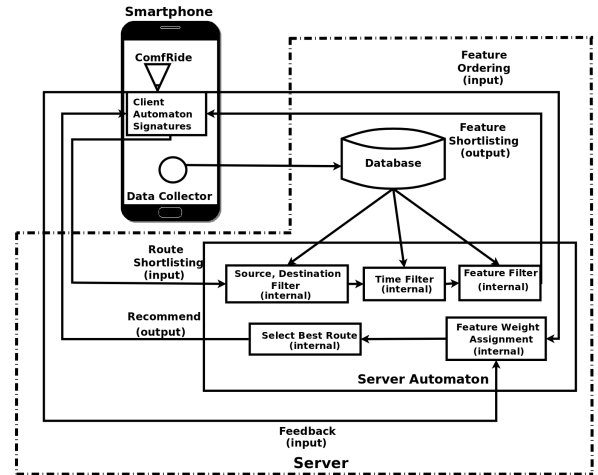 Smartphone
ComfRide
Client
Automaton
Signatures
Data Collector
Feature
Ordering
(input)
Feature
Shortlisting
(output)
Database
Route
Shortlisting
(input)
Source, Destination
Filter
(internal)
Time Filter
(internal)
Feature Filter
(internal)
Recommend
(output)
Select Best Route
(internal)
Feature Weight
Assignment
(internal)
Server Automaton
Feedback
(input)
Server